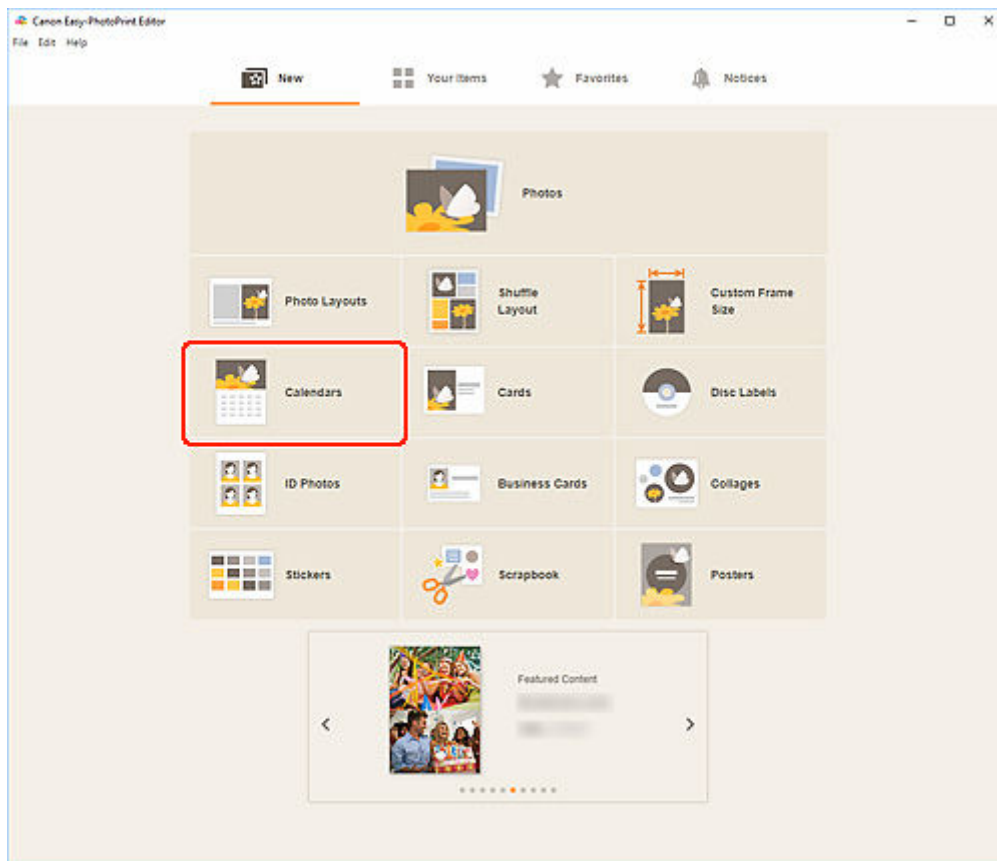 Canon Easy-PhotoPrint Editor
File Edit Help
New
Your Items
Favorites
Notices
Photos
Photo Layouts
Shuffle
Layout
Custom Frame
Size
Calendars
Cards
Disc Labels
ID Photos
Business Cards
Collages
Stickers
Scrapbook
Posters
Featured Content